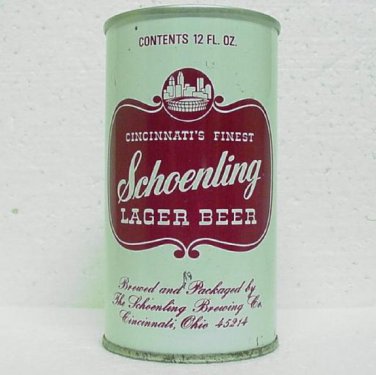 CONTENTS 12 FL. OZ.
CINCINNATI'S FINEST
Schoenling
LAGER BEER
Brewed and Packaged by
The Schoenling Brewing Co.
Cincinnati, Ohio 45214